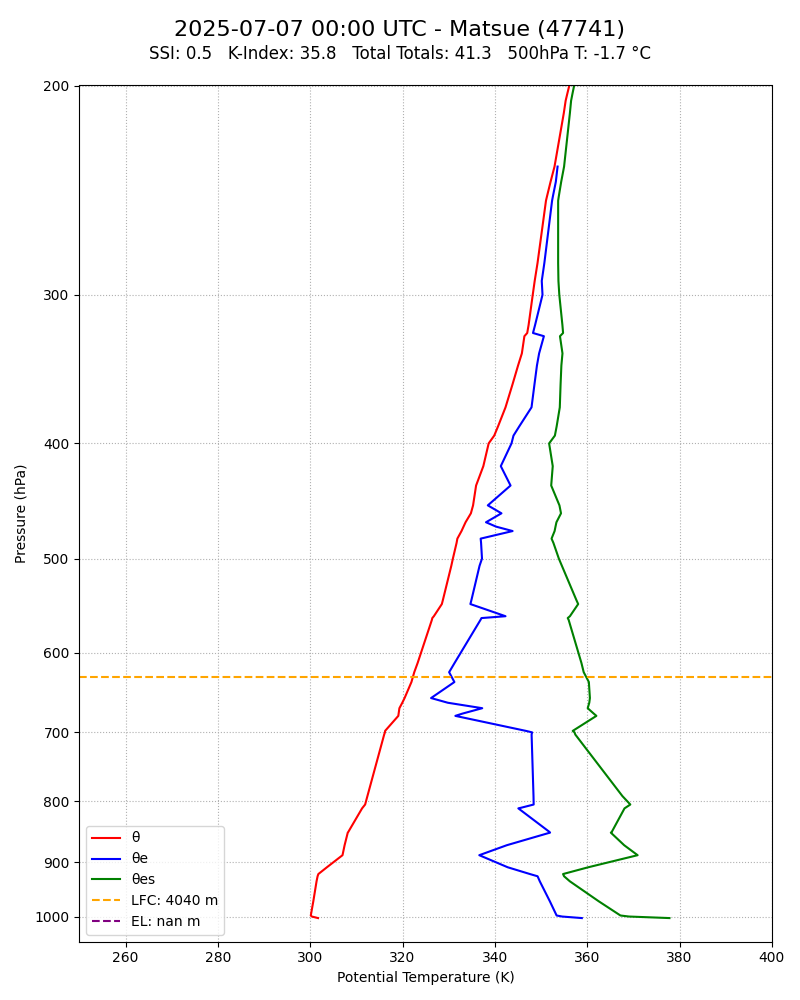 2025-07-07 00:00 UTC - Matsue (47741)
SSI: 0.5 K-Index: 35.8 Total Totals: 41.3 500hPa T: -1.7 °C
200
300
400
500
600
700
800
900
1000
Pressure (hPa)
θ
θe
θes
LFC: 4040 m
EL: nan m
260 280 300 320 340 360 380 400
Potential Temperature (K)